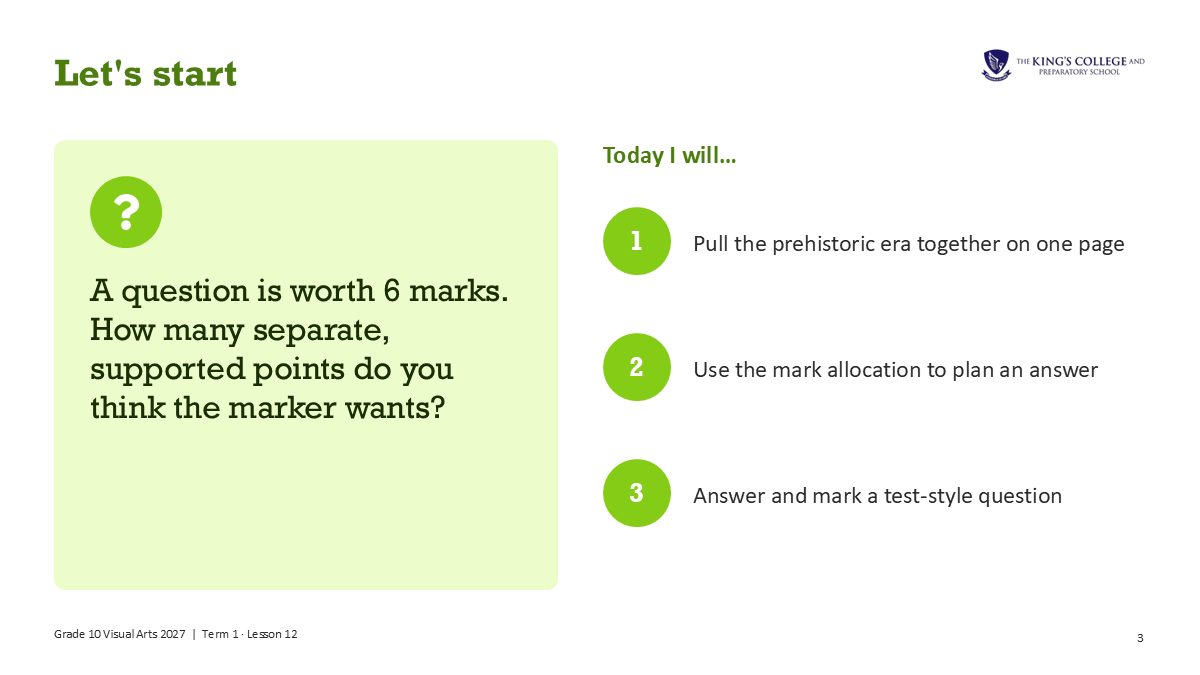 Let's start
THE KING'S COLLEGE AND
PREPARATORY SCHOOL
?
A question is worth 6 marks.
How many separate,
supported points do you
think the marker wants?
Today I will…
1
Pull the prehistoric era together on one page
2
Use the mark allocation to plan an answer
3
Answer and mark a test-style question
Grade 10 Visual Arts 2027 | Term 1 · Lesson 12
3